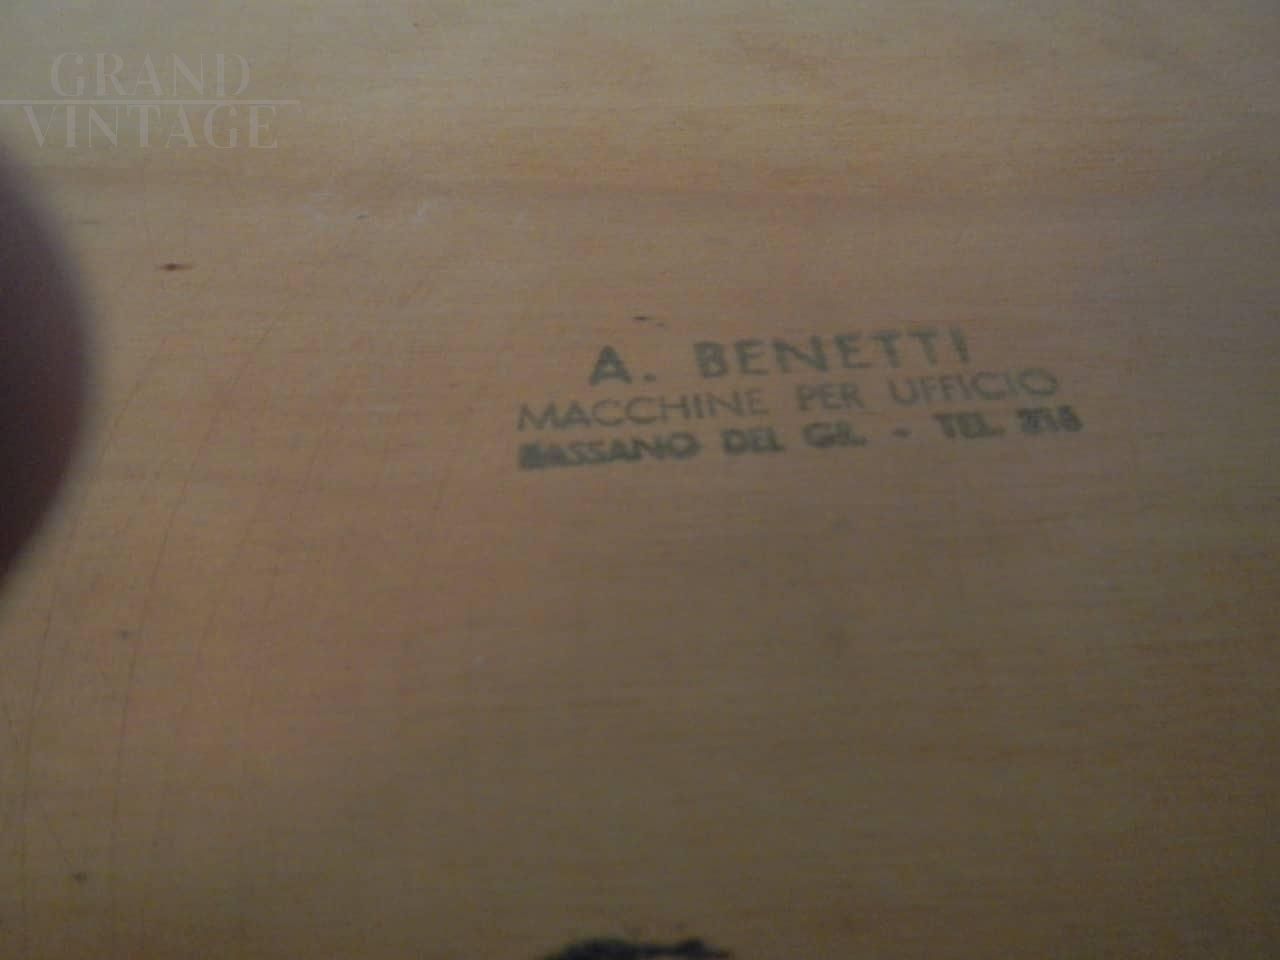 GRAND
VINTAGE
A. BENETTI
MACCHINE PER UFFICIO
BASSANO DEL GR. - TEL.